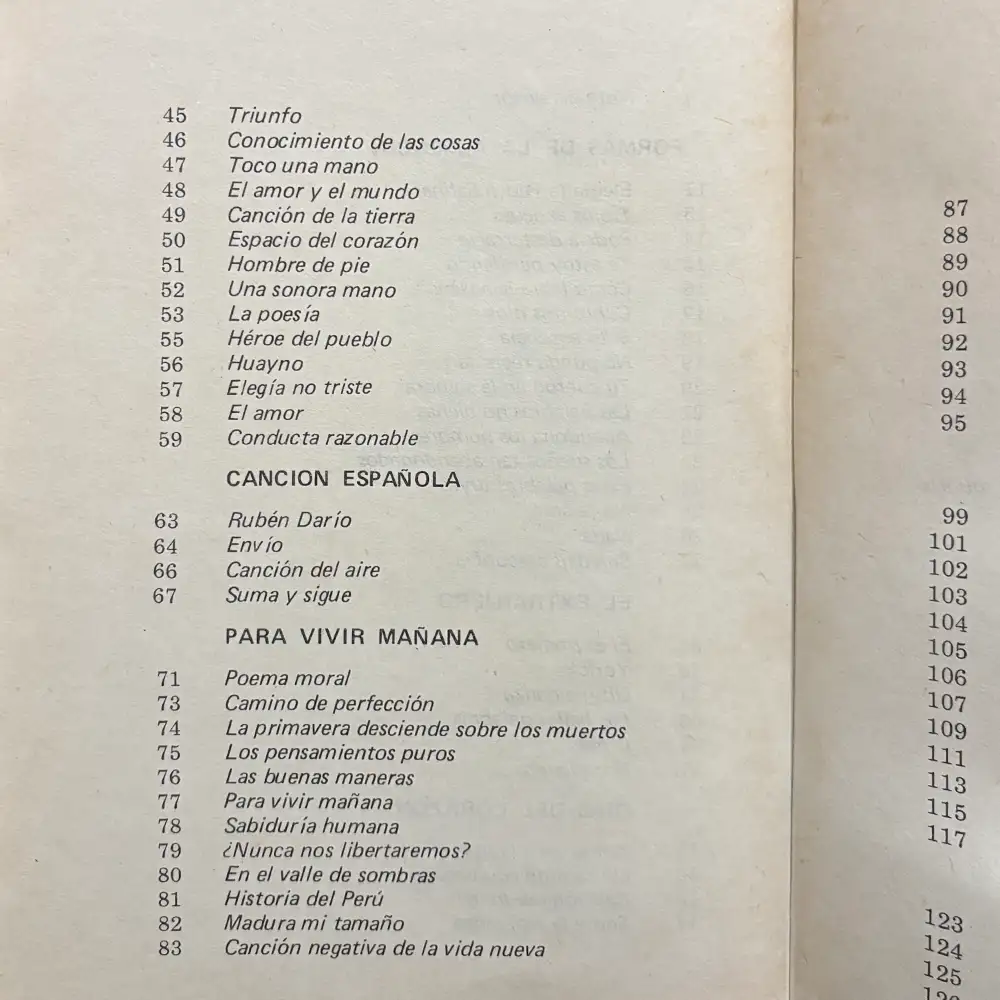 45 Triunfo
46 Conocimiento de las cosas
47 Toco una mano
48 El amor y el mundo
49 Canción de la tierra
50 Espacio del corazón
51 Hombre de pie
52 Una sonora mano
53 La poesía
55 Héroe del pueblo
56 Huayno
57 Elegía no triste
58 El amor
59 Conducta razonable
CANCION ESPAÑOLA
63 Rubén Darío
64 Envío
66 Canción del aire
67 Suma y sigue
PARA VIVIR MAÑANA
71 Poema moral
73 Camino de perfección
74 La primavera desciende sobre los muertos
75 Los pensamientos puros
76 Las buenas maneras
77 Para vivir mañana
78 Sabiduría humana
79 ¿Nunca nos libertaremos?
80 En el valle de sombras
81 Historia del Perú
82 Madura mi tamaño
83 Canción negativa de la vida nueva
87
88
89
90
91
92
93
94
95
99
101
102
103
104
105
106
107
109
111
113
115
117
123
124
125